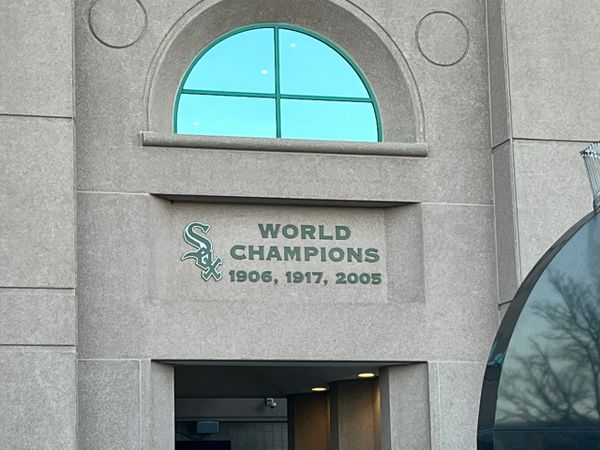 Sox
WORLD
CHAMPIONS
1906, 1917, 2005